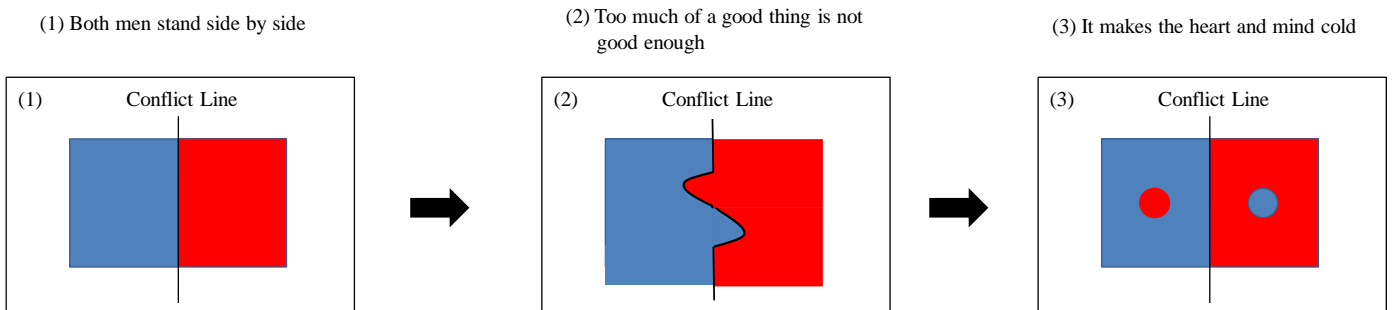 (1) Both men stand side by side
(2) Too much of a good thing is not
good enough
(3) It makes the heart and mind cold
(1) Conflict Line
(2) Conflict Line
(3) Conflict Line